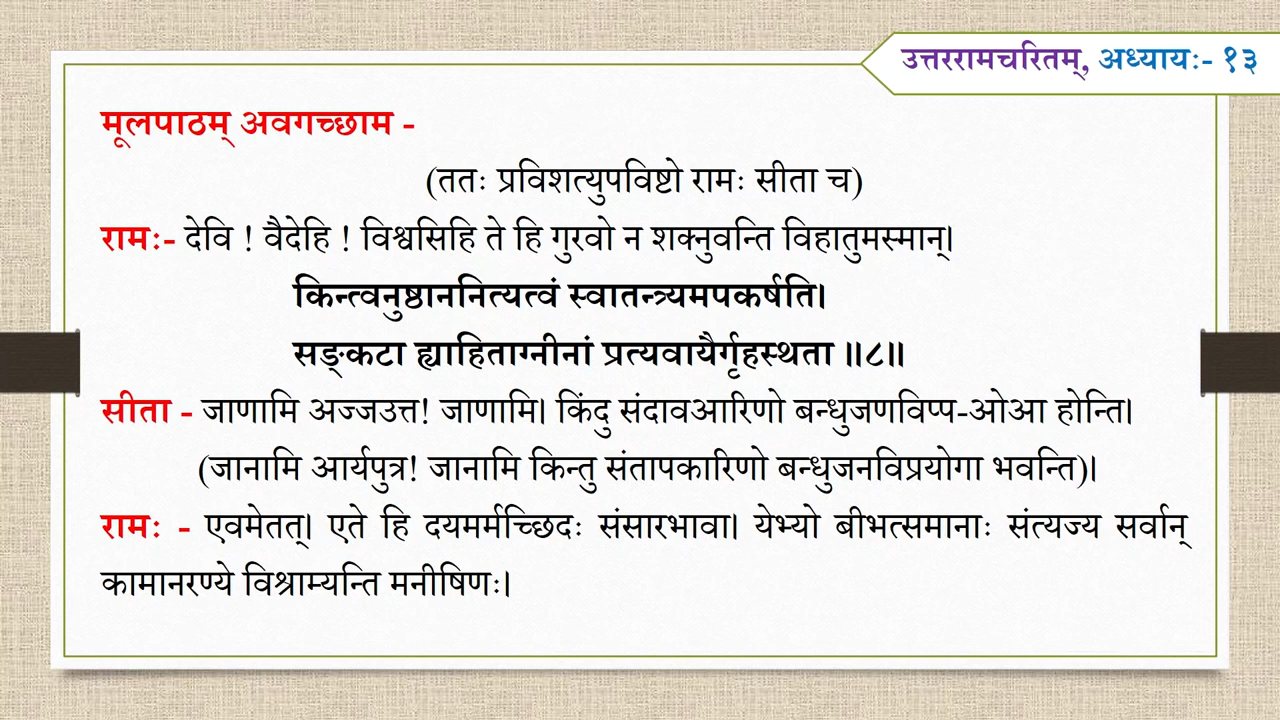 उत्तररामचरितम्, अध्यायः- १३
मूलपाठम् अवगच्छाम -
(ततः प्रविशत्युपविष्टो रामः सीता च)
रामः- देवि ! वैदेहि ! विश्वसिहि ते हि गुरवो न शक्नुवन्ति विहातुमस्मान्।
किन्त्वनुष्ठाननित्यत्वं स्वातन्त्र्यमपकर्षति।
सङ्कटा ह्याहिताग्नीनां प्रत्यवायैर्गृहस्थता ॥८॥
सीता - जाणामि अज्जउत्त! जाणामि। किंदु संदावआरिणो बन्धुजणविप्प-ओआ होन्ति।
(जानामि आर्यपुत्र! जानामि किन्तु संतापकारिणो बन्धुजनविप्रयोगा भवन्ति)।
रामः - एवमेतत्। एते हि दयमर्मच्छिदः संसारभावा। येभ्यो बीभत्समानाः संत्यज्य सर्वान्
कामानरण्ये विश्राम्यन्ति मनीषिणः।